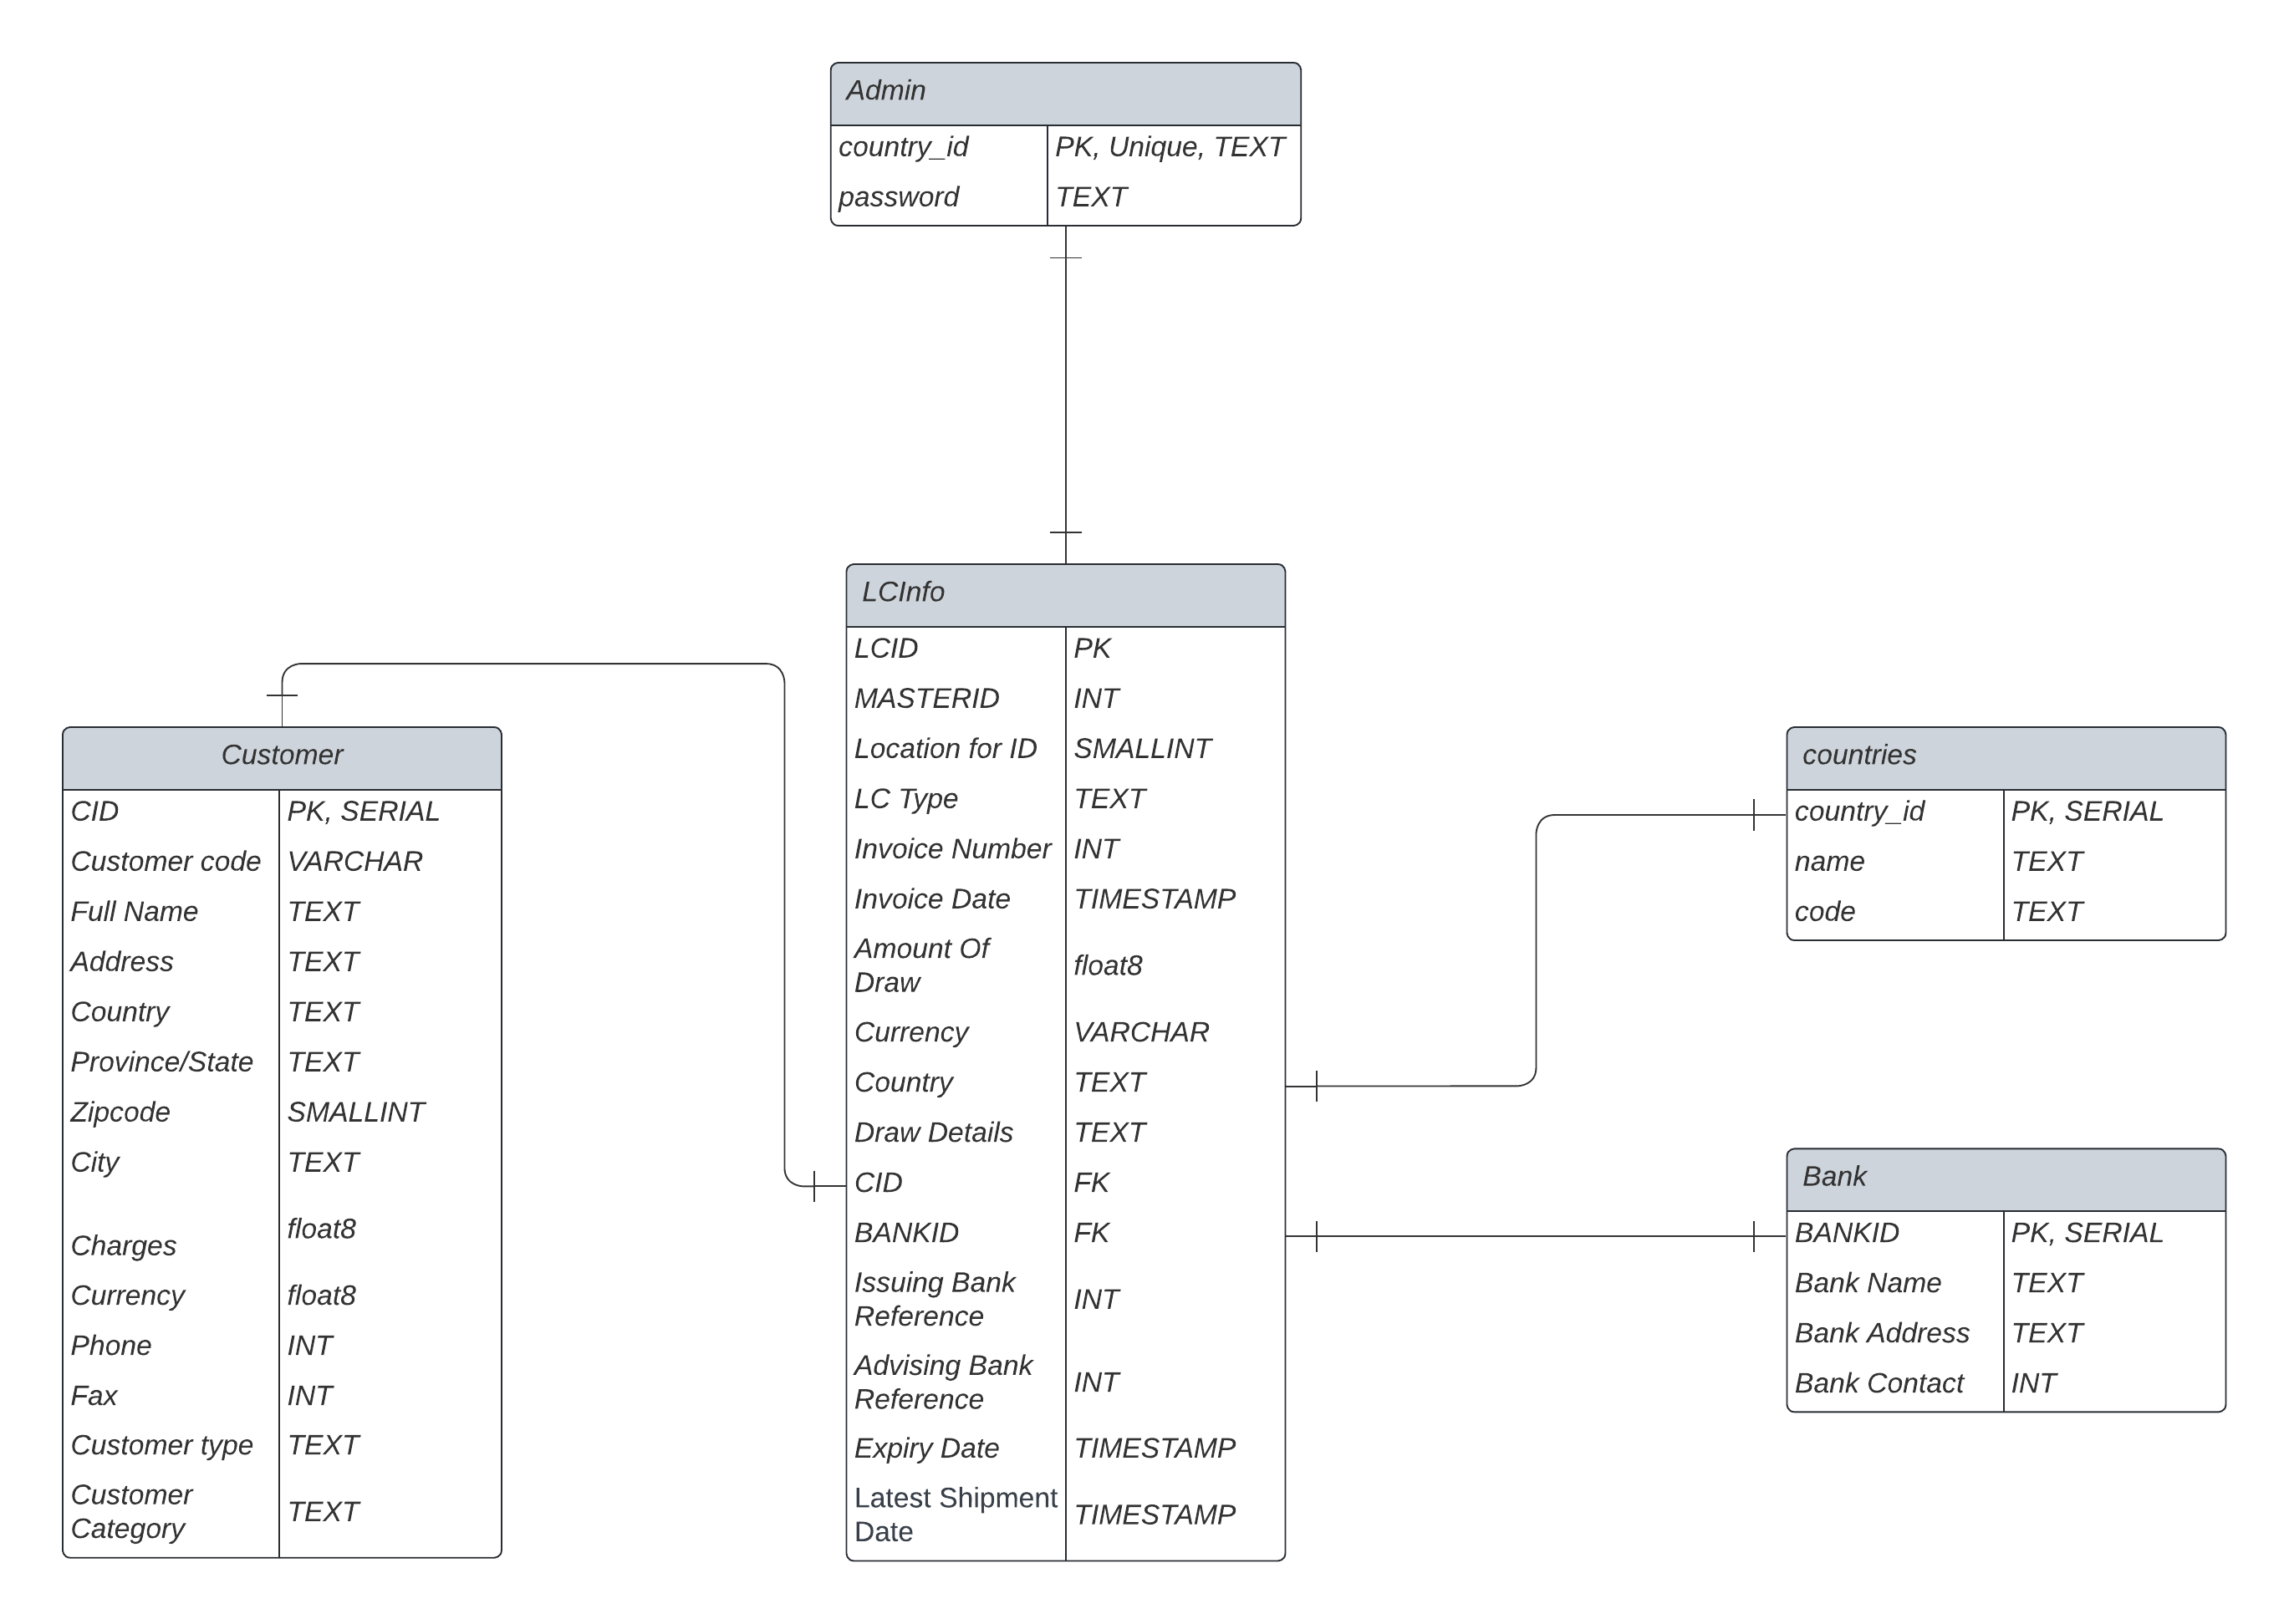 Admin
country_id PK, Unique, TEXT
password TEXT
LCInfo
LCID PK
MASTERID INT
Location for ID SMALLINT
LC Type TEXT
Invoice Number INT
Invoice Date TIMESTAMP
Amount Of
Draw float8
Currency VARCHAR
Country TEXT
Draw Details TEXT
CID FK
BANKID FK
Issuing Bank
Reference INT
Advising Bank
Reference INT
Expiry Date TIMESTAMP
Latest Shipment
Date TIMESTAMP
Customer
CID PK, SERIAL
Customer code VARCHAR
Full Name TEXT
Address TEXT
Country TEXT
Province/State TEXT
Zipcode SMALLINT
City TEXT
Charges float8
Currency float8
Phone INT
Fax INT
Customer type TEXT
Customer
Category TEXT
countries
country_id PK, SERIAL
name TEXT
code TEXT
Bank
BANKID PK, SERIAL
Bank Name TEXT
Bank Address TEXT
Bank Contact INT